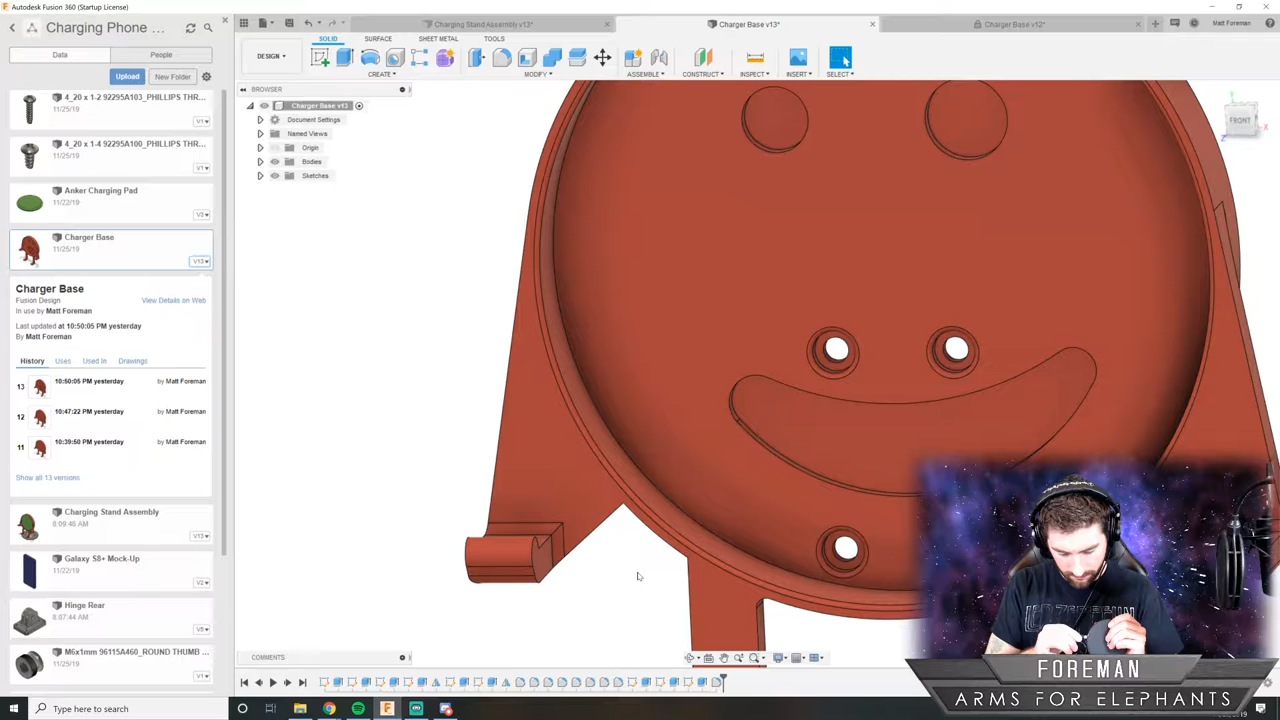 Autodesk Fusion 360 (Startup License)
Charging Phone ...
Charging Stand Assembly v13*
Charger Base v13*
Charger Base v12*
Matt Foreman
Data
People
SOLID
SURFACE
SHEET METAL
TOOLS
Upload
New Folder
DESIGN
CREATE
MODIFY
ASSEMBLE
CONSTRUCT
INSPECT
INSERT
SELECT
BROWSER
Charger Base v13
Document Settings
Named Views
Origin
Bodies
Sketches
FRONT
4_20 x 1-2 92295A103_PHILLIPS THR...
11/25/19
V1
4_20 x 1-4 92295A100_PHILLIPS THR...
11/25/19
V1
Anker Charging Pad
11/22/19
V3
Charger Base
11/25/19
V13
Charger Base
Fusion Design
View Details on Web
In use by Matt Foreman
Last updated at 10:50:05 PM yesterday
By Matt Foreman
History
Uses
Used In
Drawings
13
10:50:05 PM yesterday
by Matt Foreman
12
10:47:22 PM yesterday
by Matt Foreman
11
10:39:50 PM yesterday
by Matt Foreman
Show all 13 versions
Charging Stand Assembly
8:09:46 AM
V13
Galaxy S8+ Mock-Up
11/22/19
V2
Hinge Rear
8:07:44 AM
V5
M6x1mm 96115A460_ROUND THUMB ...
11/25/19
V1
COMMENTS
FOREMAN
ARMS FOR ELEPHANTS
Type here to search